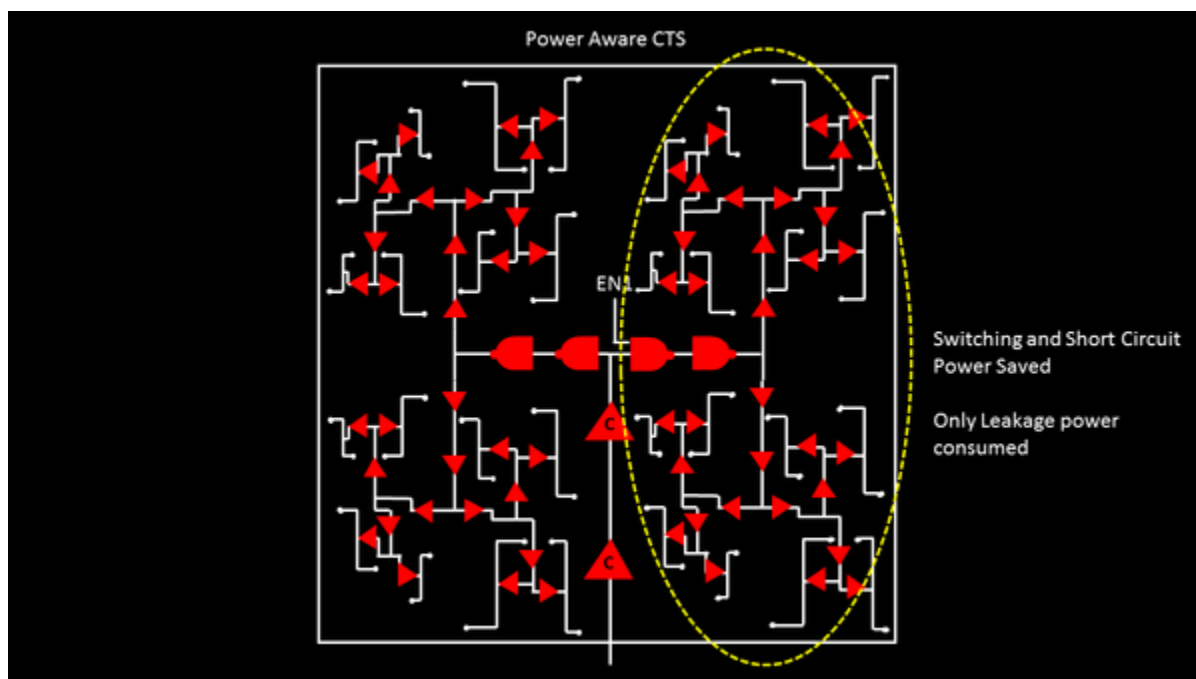 Power Aware CTS
EN1
Switching and Short Circuit
Power Saved
Only Leakage power
consumed
C
C